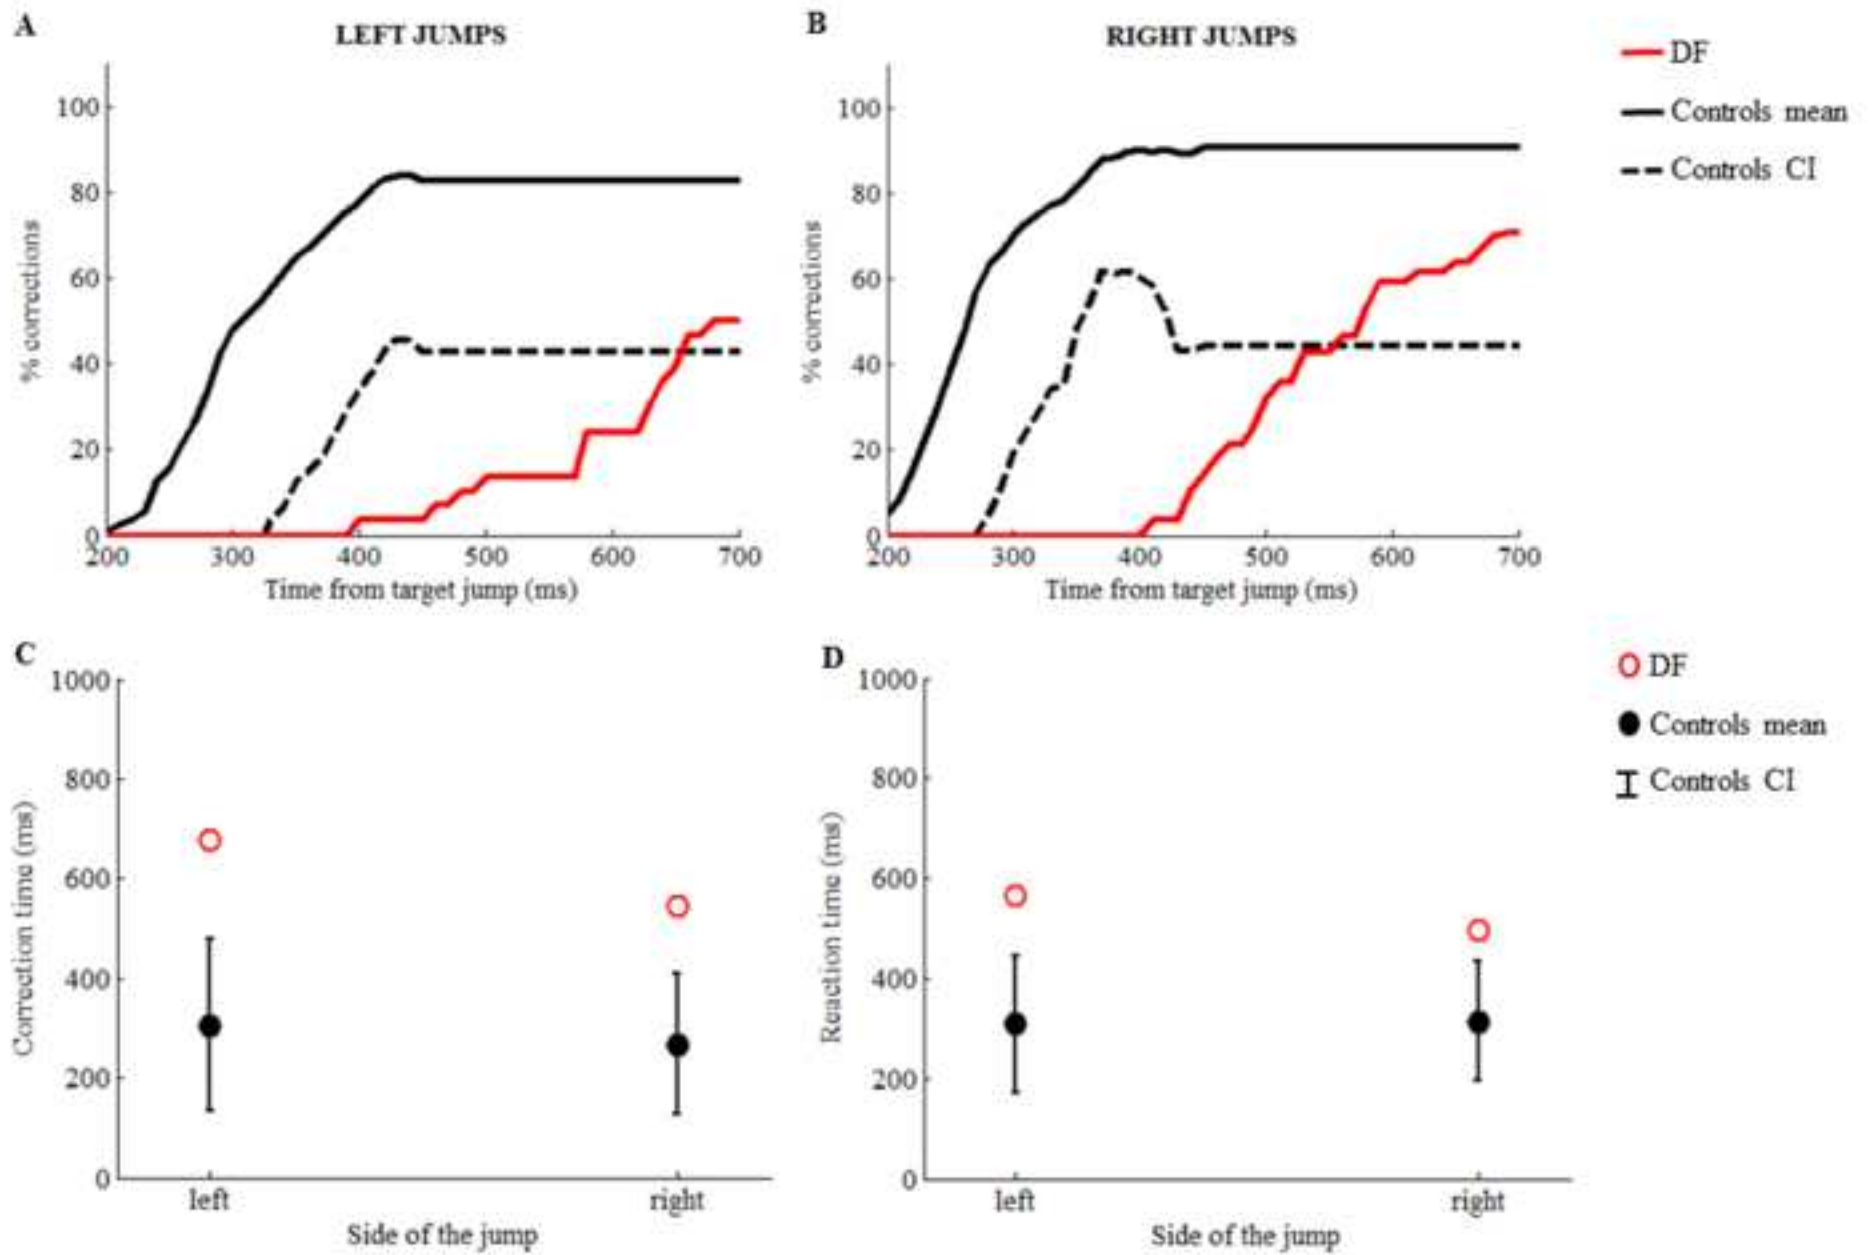 A
LEFT JUMPS
100
80
60
40
20
0
% corrections
200 300 400 500 600 700
Time from target jump (ms)
B
RIGHT JUMPS
100
80
60
40
20
0
% corrections
200 300 400 500 600 700
Time from target jump (ms)
DF
Controls mean
Controls CI
C
1000
800
600
400
200
0
Correction time (ms)
left right
Side of the jump
D
1000
800
600
400
200
0
Reaction time (ms)
left right
Side of the jump
DF
Controls mean
Controls CI